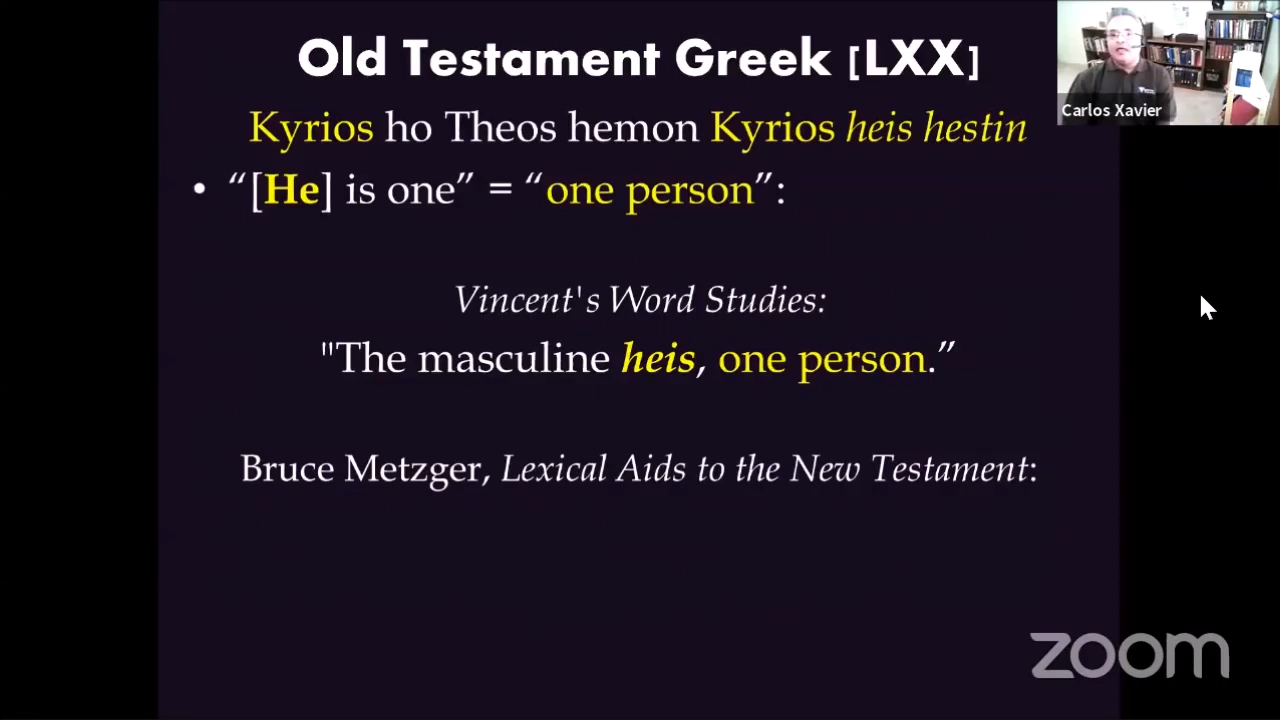 Old Testament Greek [LXX]
Kyrios ho Theos hemon Kyrios heis hestin
• “[He] is one” = “one person”:
Vincent's Word Studies:
"The masculine heis, one person.”
Bruce Metzger, Lexical Aids to the New Testament:
Carlos Xavier
zoom